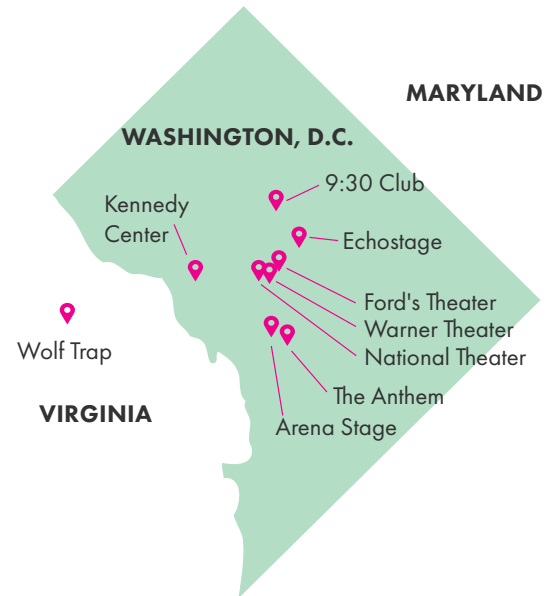 MARYLAND
WASHINGTON, D.C.
9:30 Club
Kennedy
Center
Echostage
Ford's Theater
Warner Theater
National Theater
Wolf Trap
The Anthem
VIRGINIA
Arena Stage